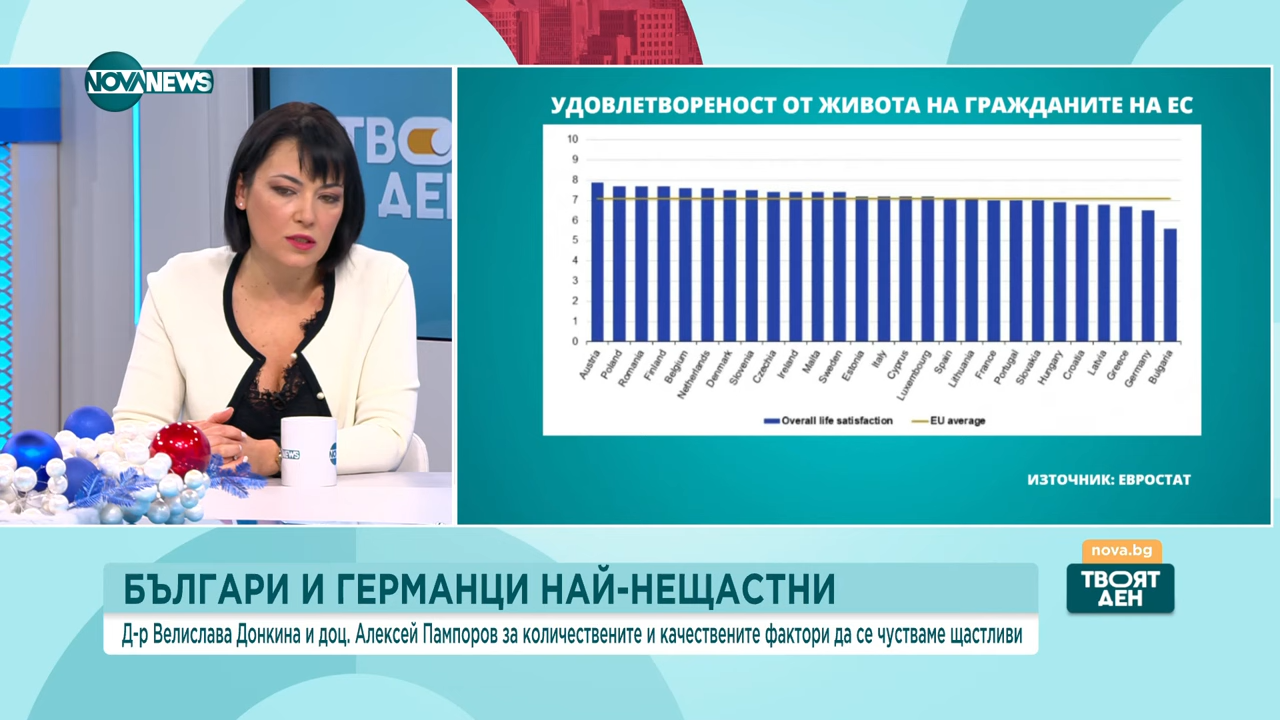 NOVANEWS
ТВО
ДЕН
NEWS
УДОВЛЕТВОРЕНОСТ ОТ ЖИВОТА НА ГРАЖДАНИТЕ НА ЕС
10
9
8
7
6
5
4
3
2
1
0
Austria
Poland
Romania
Finland
Belgium
Netherlands
Denmark
Slovenia
Czechia
Ireland
Malta
Sweden
Estonia
Italy
Cyprus
Luxembourg
Spain
Lithuania
France
Portugal
Slovakia
Hungary
Croatia
Latvia
Greece
Germany
Bulgaria
Overall life satisfaction
EU average
ИЗТОЧНИК: ЕВРОСТАТ
БЪЛГАРИ И ГЕРМАНЦИ НАЙ-НЕЩАСТНИ
Д-р Велислава Донкина и доц. Алексей Пампоров за количествените и качествените фактори да се чустваме щастливи
nova.bg
ТВОЯТ
ДЕН